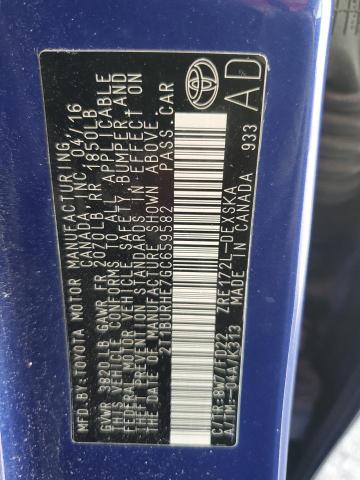 MFD. BY: TOYOTA MOTOR MANUFACTURING
CANADA, INC. 04/16
GVWR 3820LB GAWR FR 2070LB RR 1850LB
THIS VEHICLE CONFORMS TO ALL APPLICABLE
FEDERAL MOTOR VEHICLE SAFETY, BUMPER, AND
THEFT PREVENTION STANDARDS IN EFFECT
ON THE DATE OF MANUFACTURE SHOWN ABOVE.
2T1BURHE7GC659582 PASS. CAR
C/TR: 8W7/FD22 ZRE172L-DEXSKA
A/TM: -04A/K313 MADE IN CANADA 933
AD